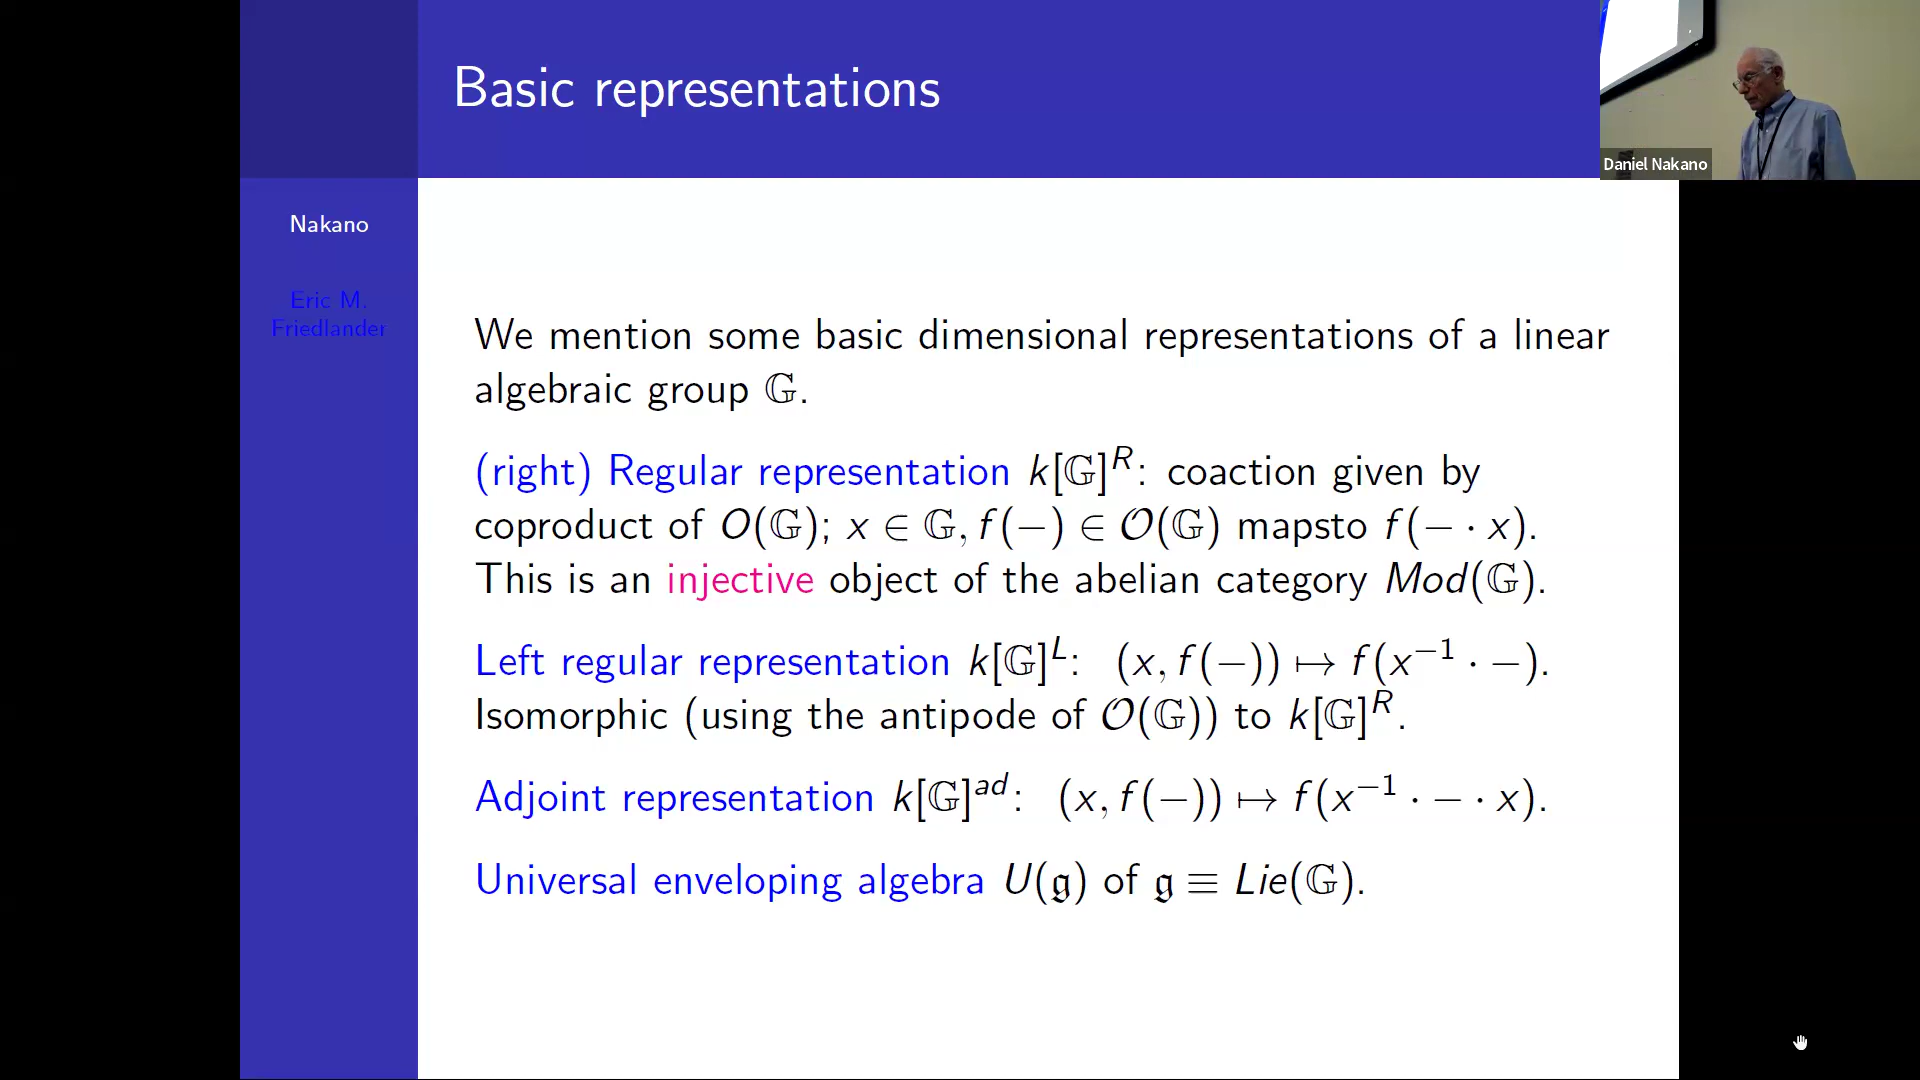 Basic representations
Daniel Nakano
Nakano
Eric M.
Friedlander
We mention some basic dimensional representations of a linear
algebraic group 𝔾.
(right) Regular representation k[𝔾]ᴿ: coaction given by
coproduct of O(𝔾); x ∈ 𝔾, f(−) ∈ 𝒪(𝔾) mapsto f(− · x).
This is an injective object of the abelian category Mod(𝔾).
Left regular representation k[𝔾]ᴸ: (x, f(−)) ↦ f(x⁻¹ · −).
Isomorphic (using the antipode of 𝒪(𝔾)) to k[𝔾]ᴿ.
Adjoint representation k[𝔾]ᵃᵈ: (x, f(−)) ↦ f(x⁻¹ · − · x).
Universal enveloping algebra U(𝔤) of 𝔤 ≡ Lie(𝔾).